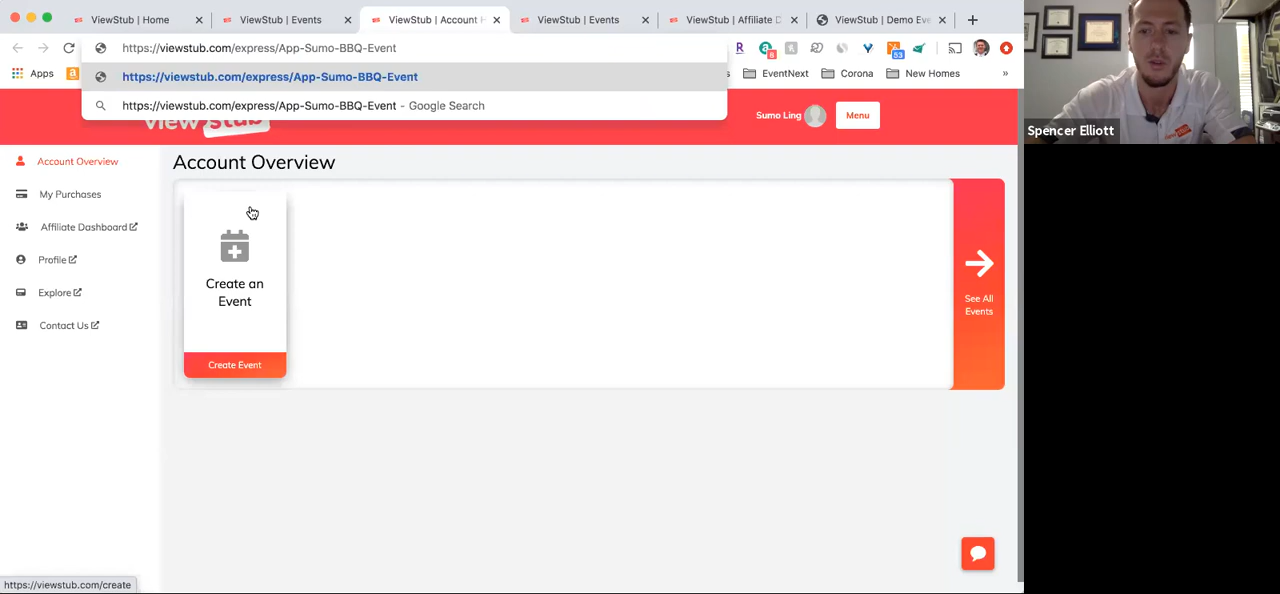 ViewStub | Home
ViewStub | Events
ViewStub | Account H
ViewStub | Events
ViewStub | Affiliate D
ViewStub | Demo Eve
https://viewstub.com/express/App-Sumo-BBQ-Event
https://viewstub.com/express/App-Sumo-BBQ-Event
https://viewstub.com/express/App-Sumo-BBQ-Event - Google Search
Apps
EventNext
Corona
New Homes
»
view stub
Sumo Ling
Menu
Spencer Elliott
Account Overview
My Purchases
Affiliate Dashboard
Profile
Explore
Contact Us
Account Overview
Create an
Event
Create Event
See All
Events
https://viewstub.com/create